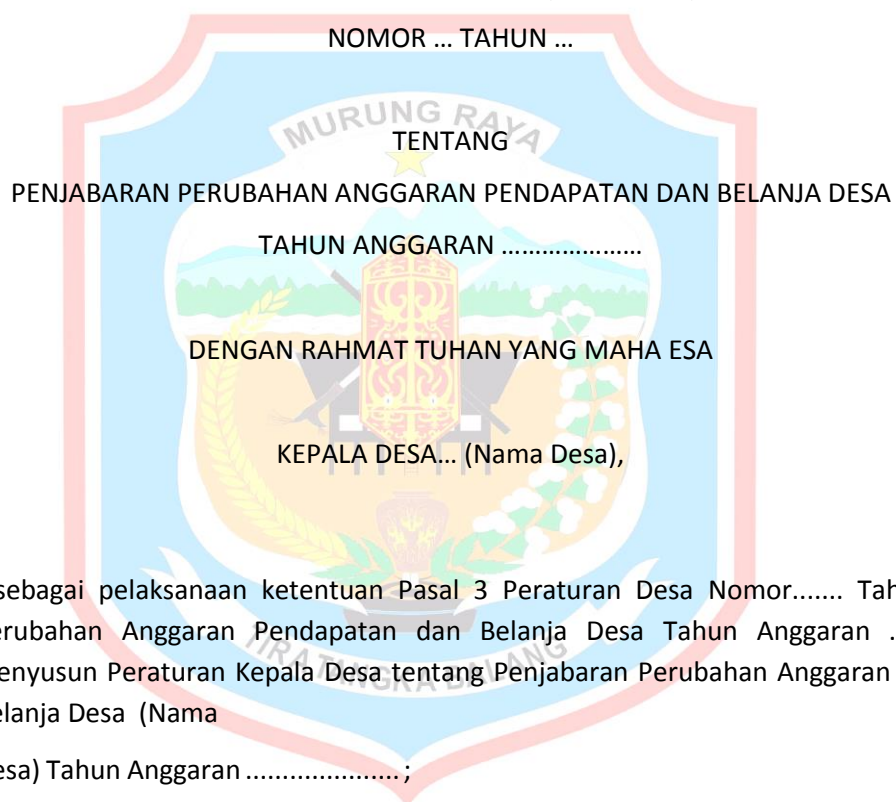 NOMOR ... TAHUN ...
MURUNG RAYA
TENTANG
PENJABARAN PERUBAHAN ANGGARAN PENDAPATAN DAN BELANJA DESA
TAHUN ANGGARAN .....................
DENGAN RAHMAT TUHAN YANG MAHA ESA
KEPALA DESA... (Nama Desa),
sebagai pelaksanaan ketentuan Pasal 3 Peraturan Desa Nomor....... Tah
erubahan Anggaran Pendapatan dan Belanja Desa Tahun Anggaran .
enyusun Peraturan Kepala Desa tentang Penjabaran Perubahan Anggaran
elanja Desa (Nama
esa) Tahun Anggaran ..................... ;